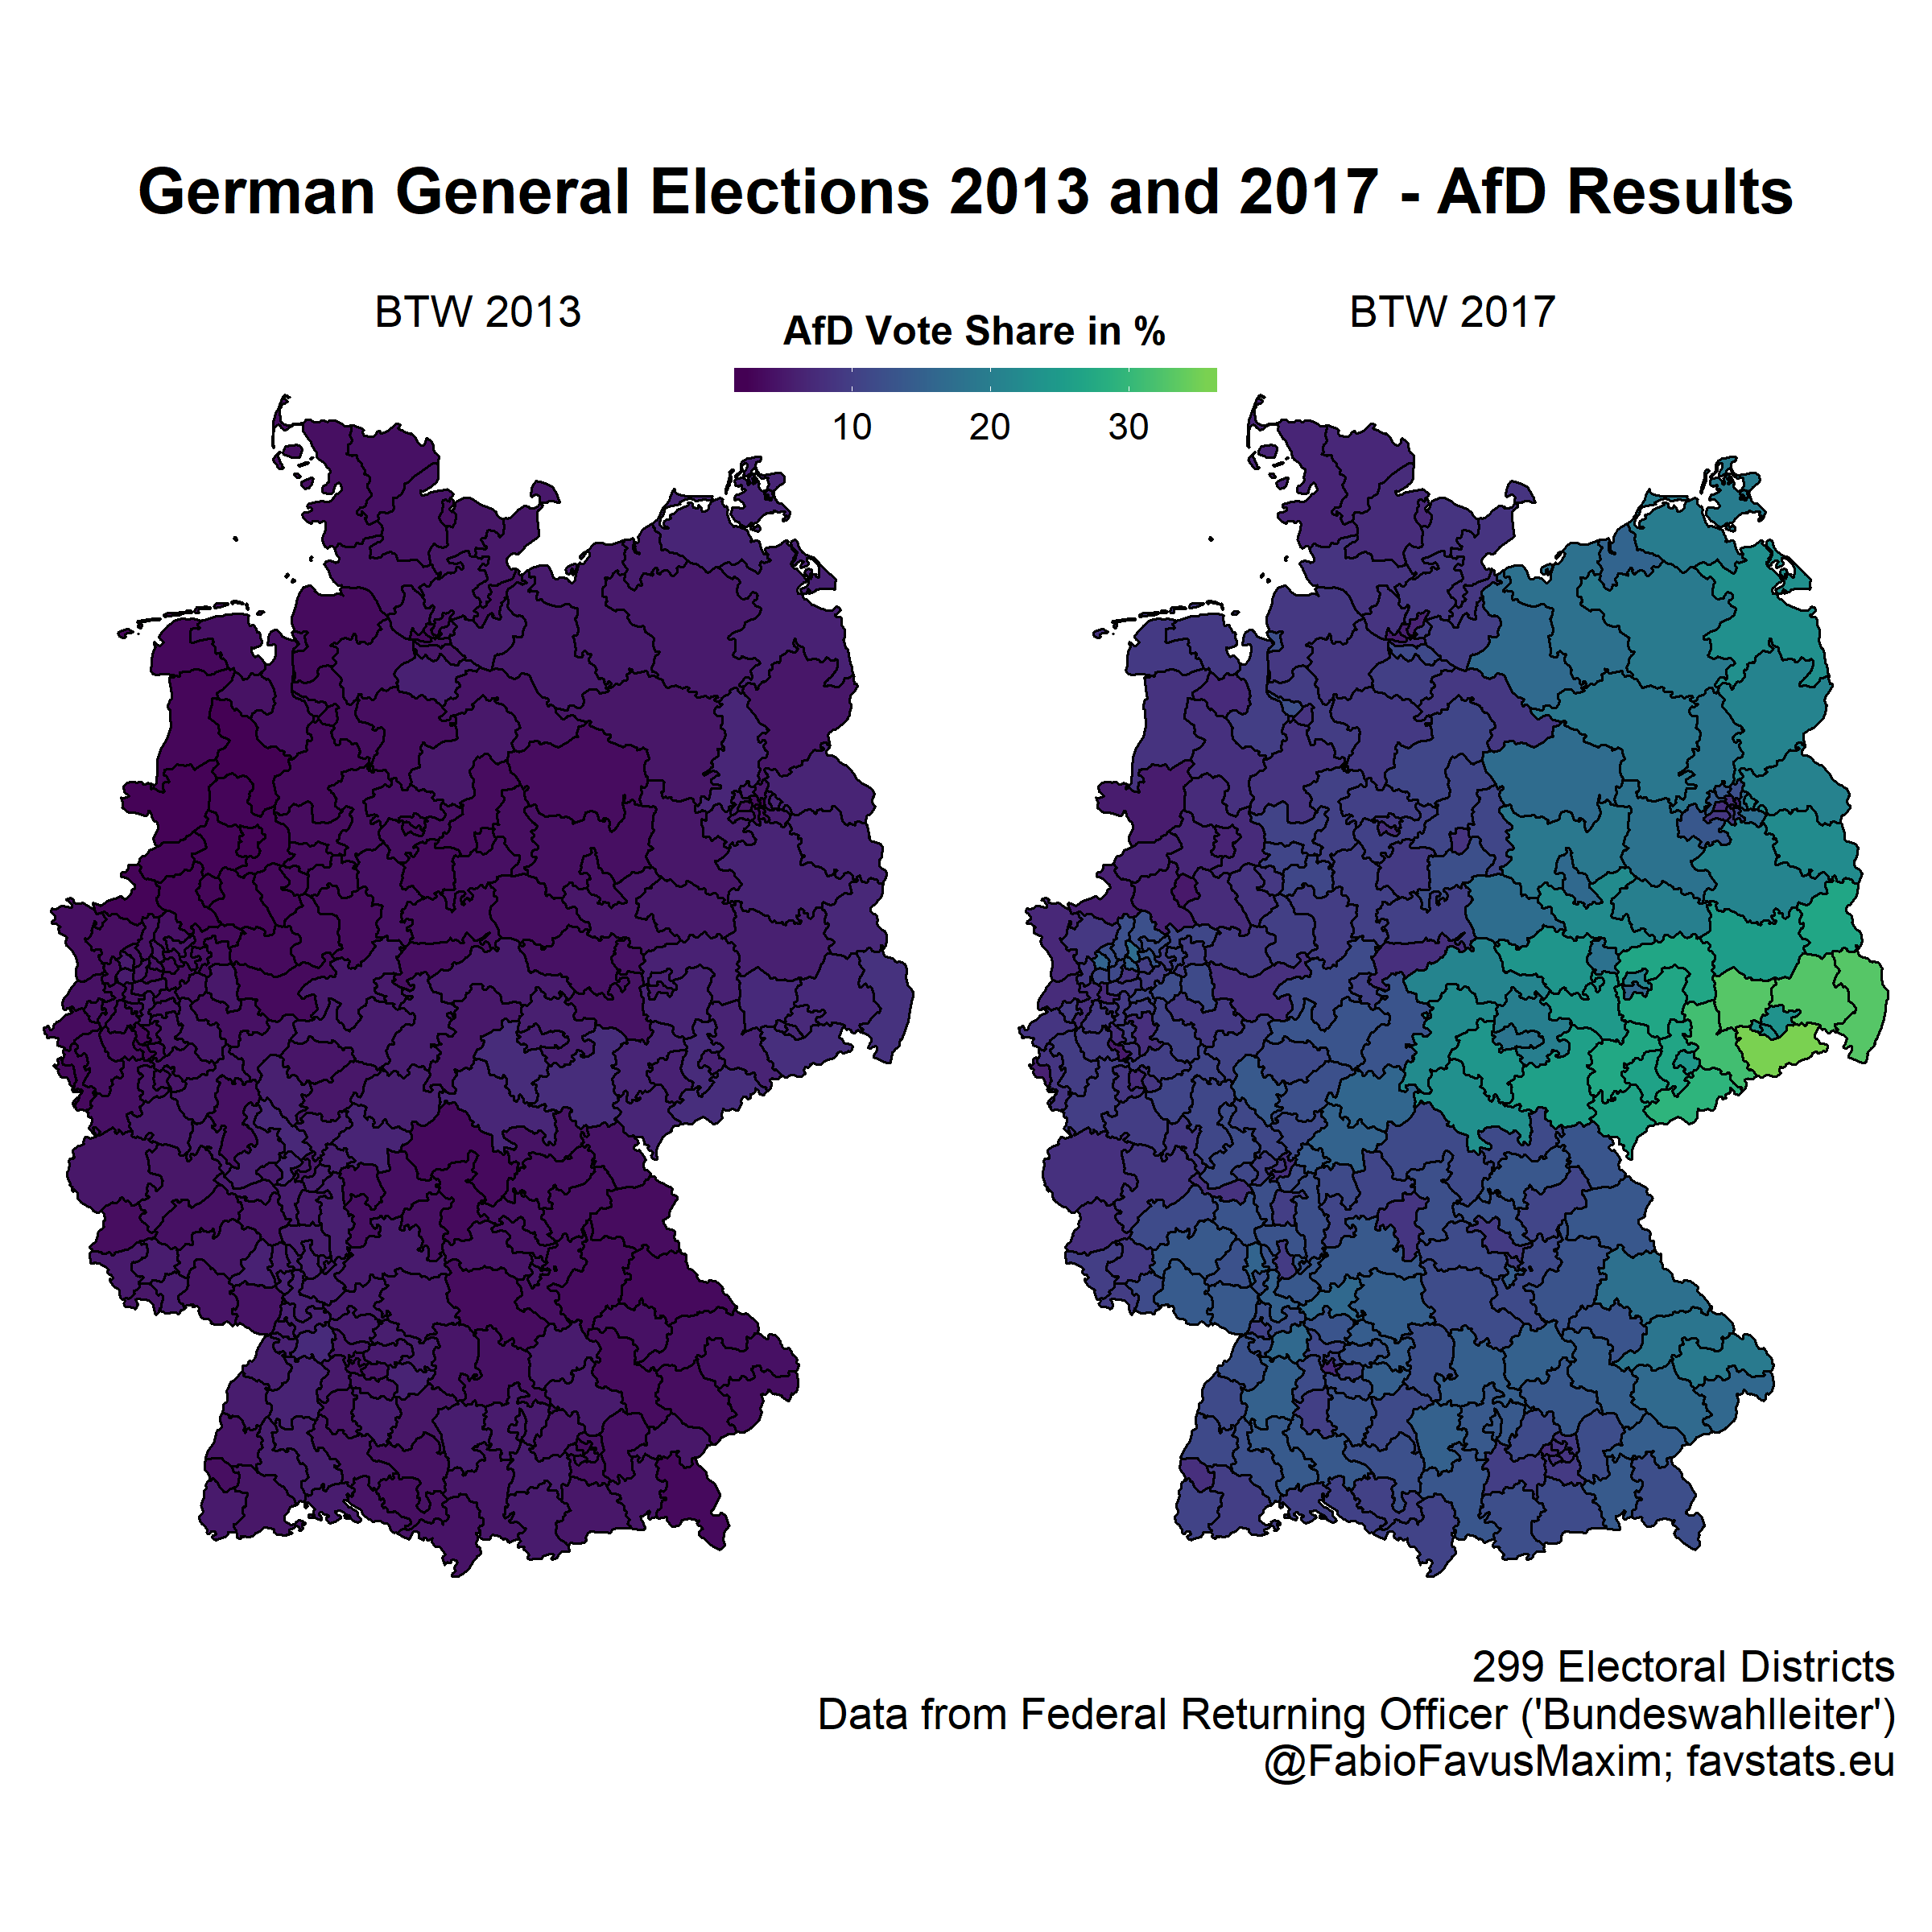 German General Elections 2013 and 2017 - AfD Results
BTW 2013
AfD Vote Share in %
10 20 30
BTW 2017
299 Electoral Districts
Data from Federal Returning Officer ('Bundeswahlleiter')
@FabioFavusMaxim; favstats.eu